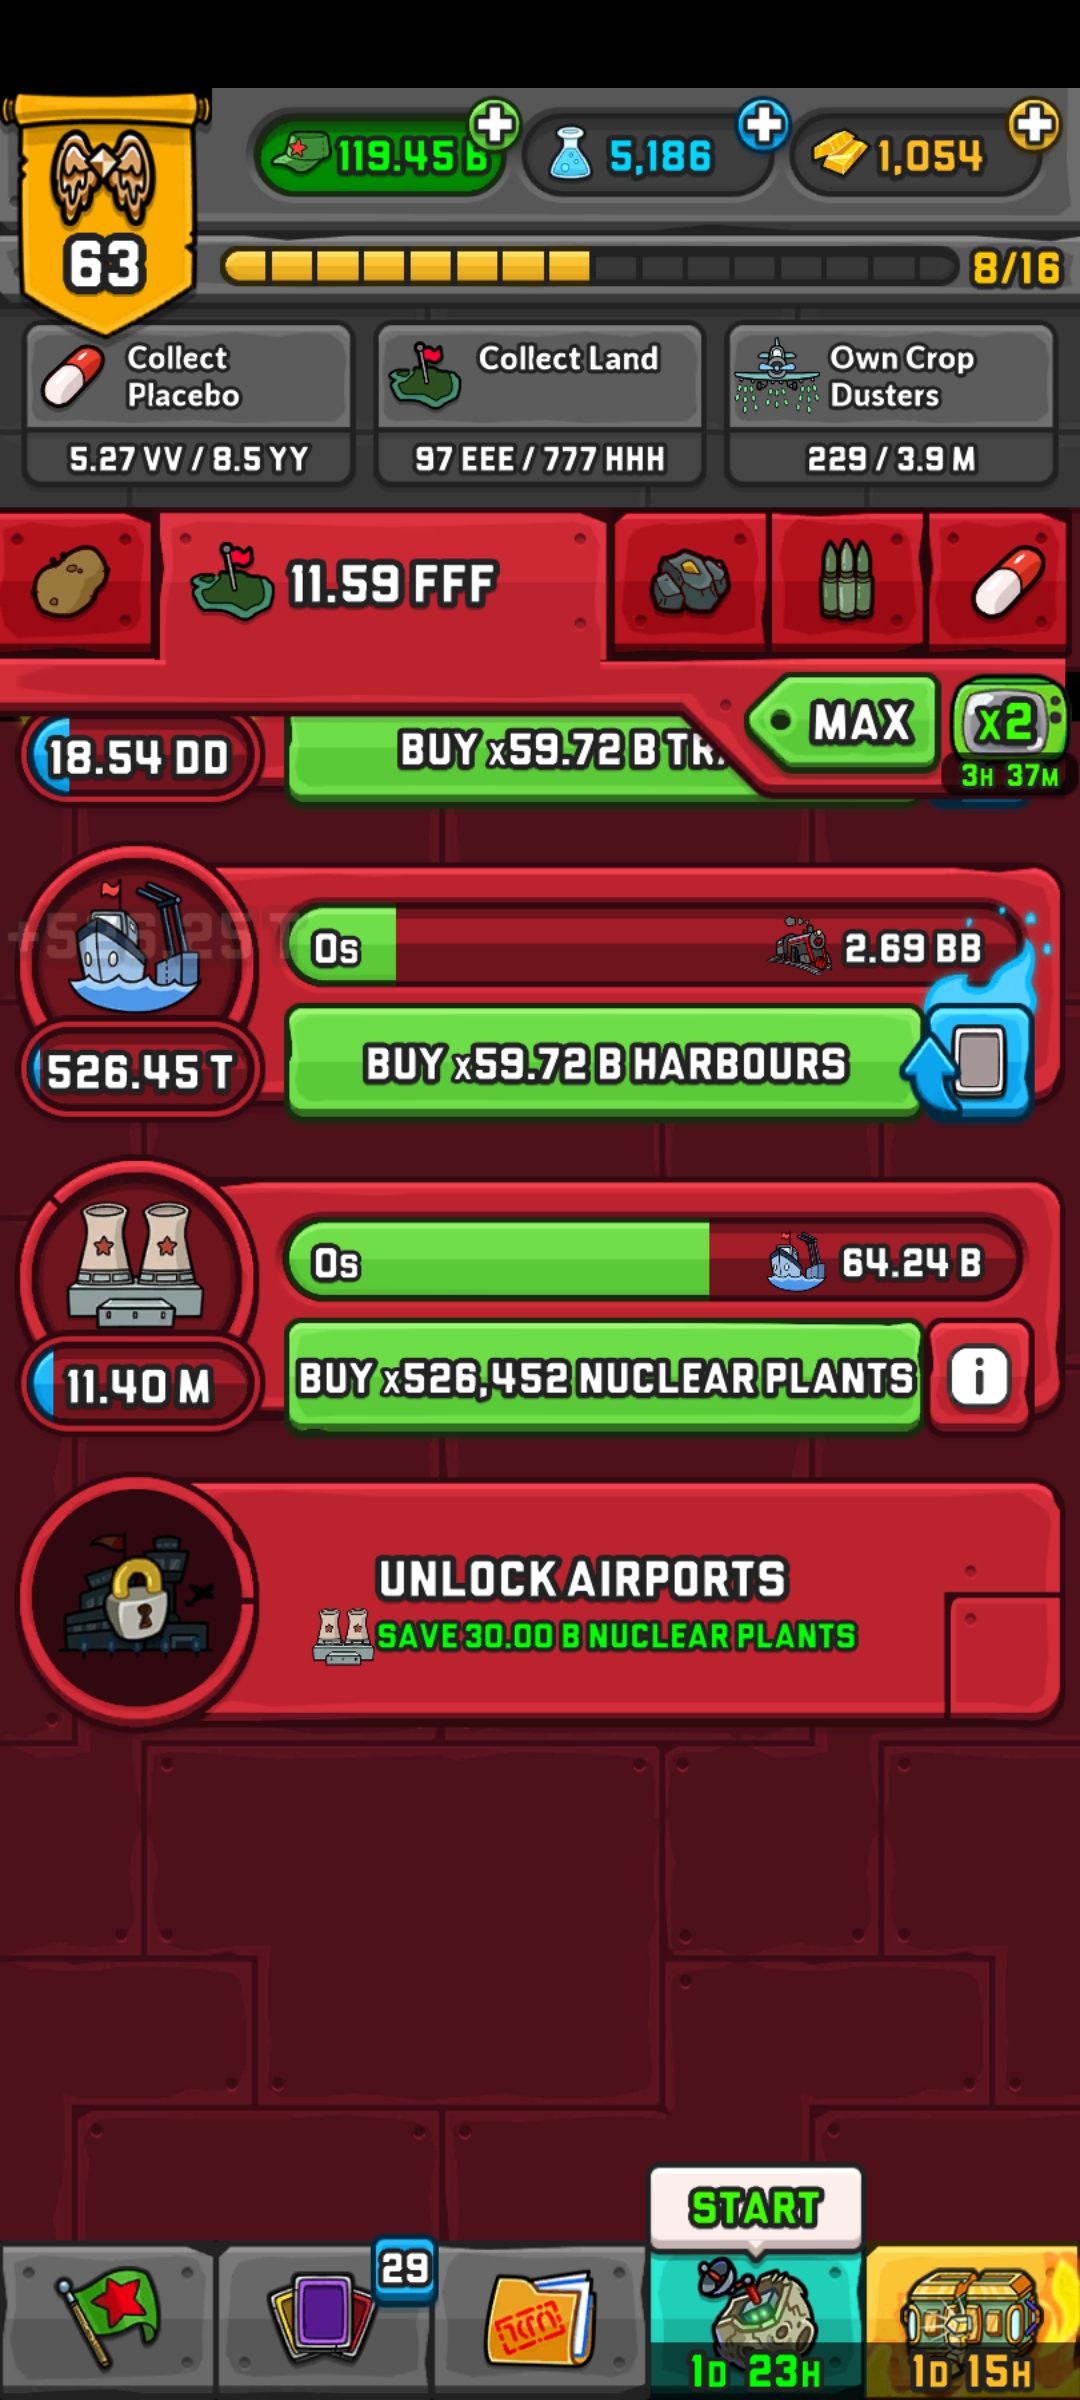 119.45 B
5,186
1,054
63
8/16
Collect
Placebo
5.27 VV / 8.5 YY
Collect Land
97 EEE / 777 HHH
Own Crop
Dusters
229 / 3.9 M
11.59 FFF
MAX
x2
3H 37M
18.54 DD
BUY x59.72 B
0s
2.69 BB
526.45 T
BUY x59.72 B HARBOURS
0s
64.24 B
11.40 M
BUY x526,452 NUCLEAR PLANTS
i
UNLOCK AIRPORTS
SAVE 30.00 B NUCLEAR PLANTS
START
29
1D 23H
1D 15H